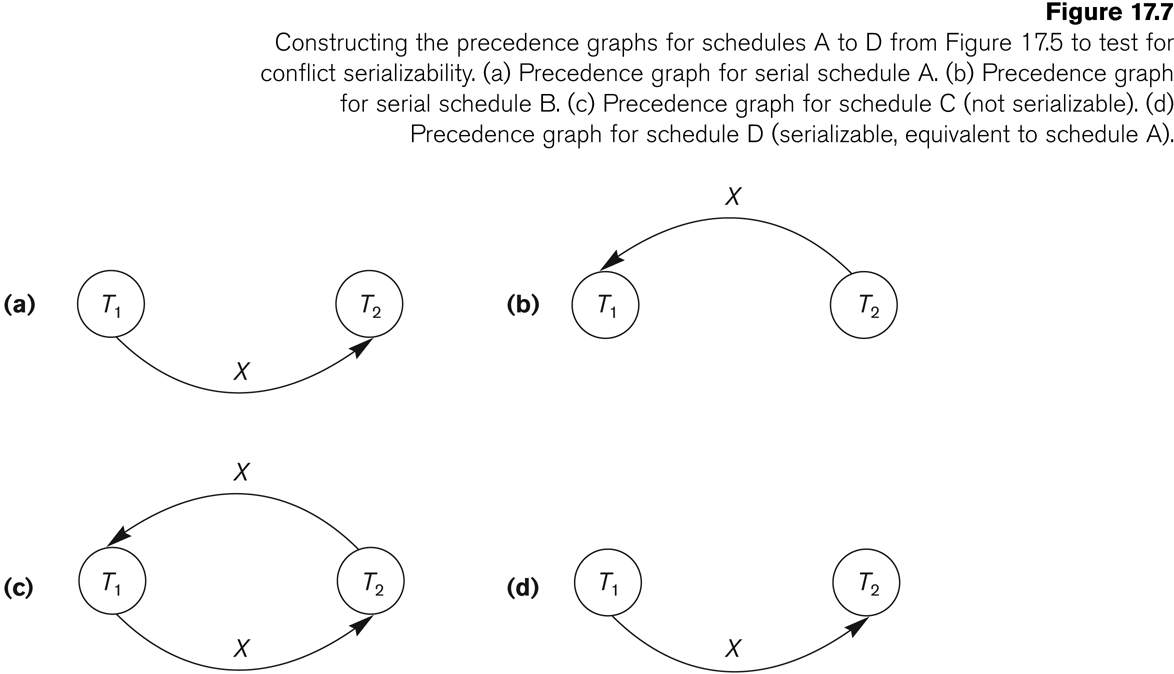 Figure 17.7
Constructing the precedence graphs for schedules A to D from Figure 17.5 to test for
conflict serializability. (a) Precedence graph for serial schedule A. (b) Precedence graph
for serial schedule B. (c) Precedence graph for schedule C (not serializable). (d)
Precedence graph for schedule D (serializable, equivalent to schedule A).
X
(a) T1 T2 (b) T1 T2
X
X
(c) T1 T2 (d) T1 T2
X X